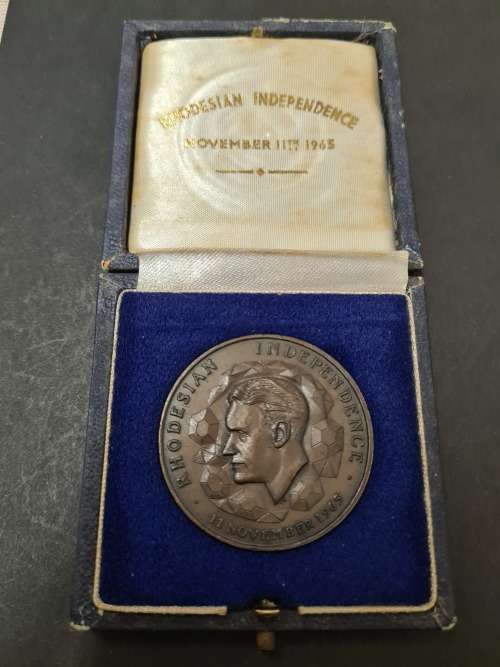 RHODESIAN INDEPENDENCE
NOVEMBER 11TH 1965
RHODESIAN INDEPENDENCE
11 NOVEMBER 1965